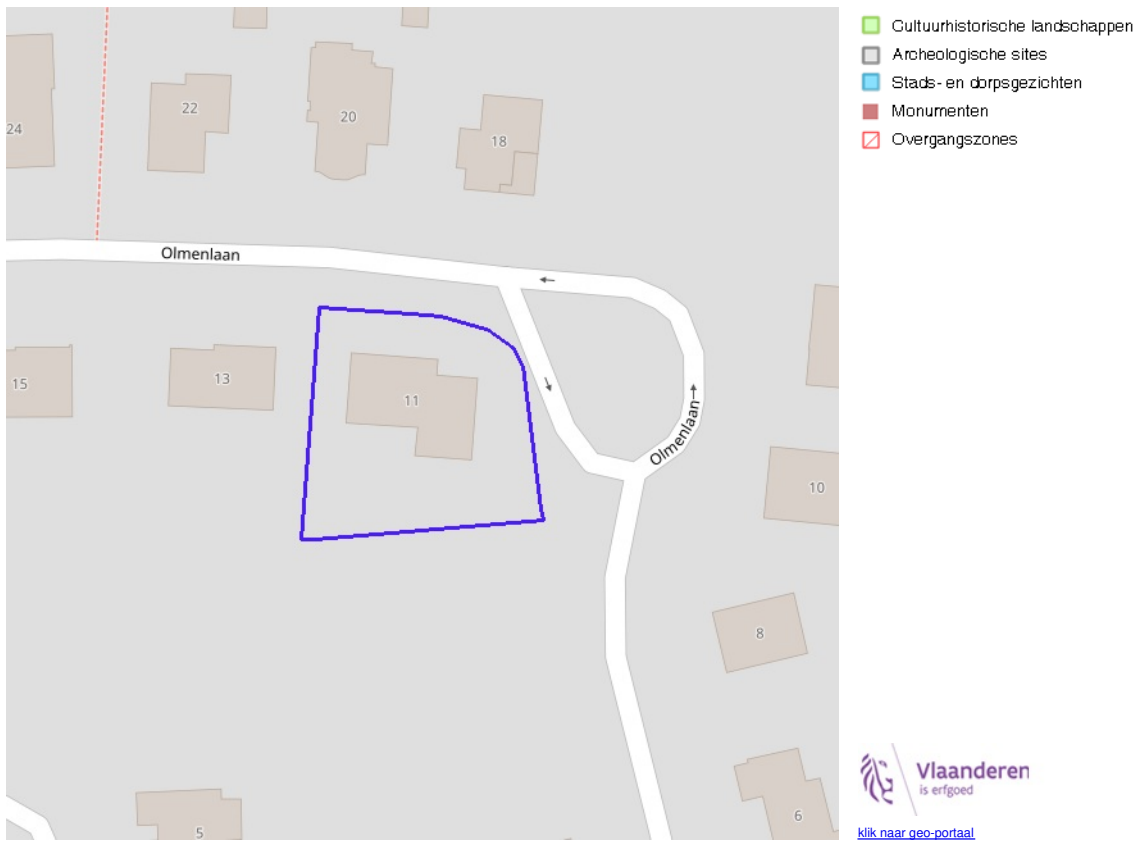 24
22
20
18
Olmenlaan
15
13
11
Olmenlaan
10
8
6
5
Cultuurhistorische landschappen
Archeologische sites
Stads- en dorpsgezichten
Monumenten
Overgangszones
Vlaanderen
is erfgoed
klik naar geo-portaal